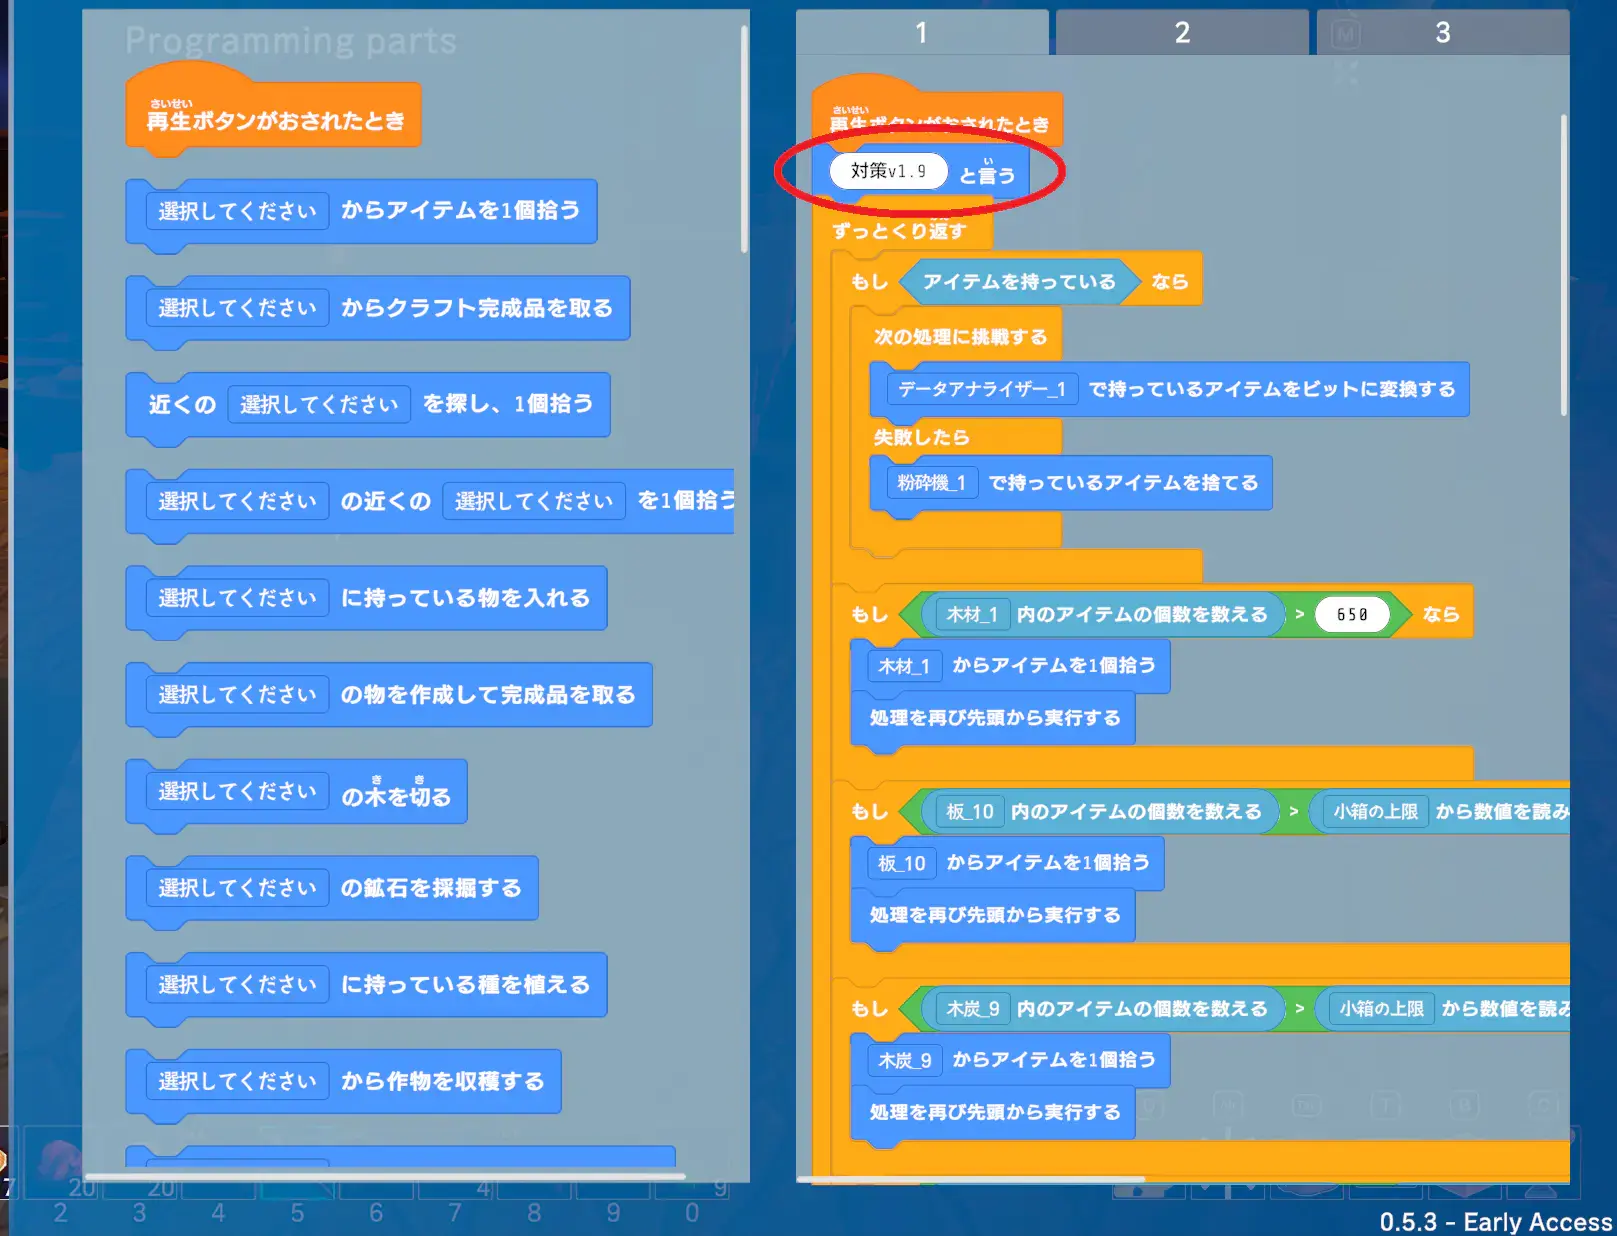 Programming parts
さいせい
再生ボタンがおされたとき
選択してください からアイテムを1個拾う
選択してください からクラフト完成品を取る
近くの 選択してください を探し、1個拾う
選択してください の近くの 選択してください を1個拾う
選択してください に持っている物を入れる
選択してください の物を作成して完成品を取る
き き
選択してください の木を切る
選択してください の鉱石を採掘する
選択してください に持っている種を植える
選択してください から作物を収穫する
1
2
3
M
さいせい
再生ボタンがおされたとき
い
対策v1.9 と言う
ずっとくり返す
もし アイテムを持っている なら
次の処理に挑戦する
データアナライザー_1 で持っているアイテムをビットに変換する
失敗したら
粉砕機_1 で持っているアイテムを捨てる
もし 木材_1 内のアイテムの個数を数える > 650 なら
木材_1 からアイテムを1個拾う
処理を再び先頭から実行する
もし 板_10 内のアイテムの個数を数える > 小箱の上限 から数値を読み
板_10 からアイテムを1個拾う
処理を再び先頭から実行する
もし 木炭_9 内のアイテムの個数を数える > 小箱の上限 から数値を読み
木炭_9 からアイテムを1個拾う
処理を再び先頭から実行する
7 20 20 4 9
2 3 4 5 6 7 8 9 0
0.5.3 - Early Access